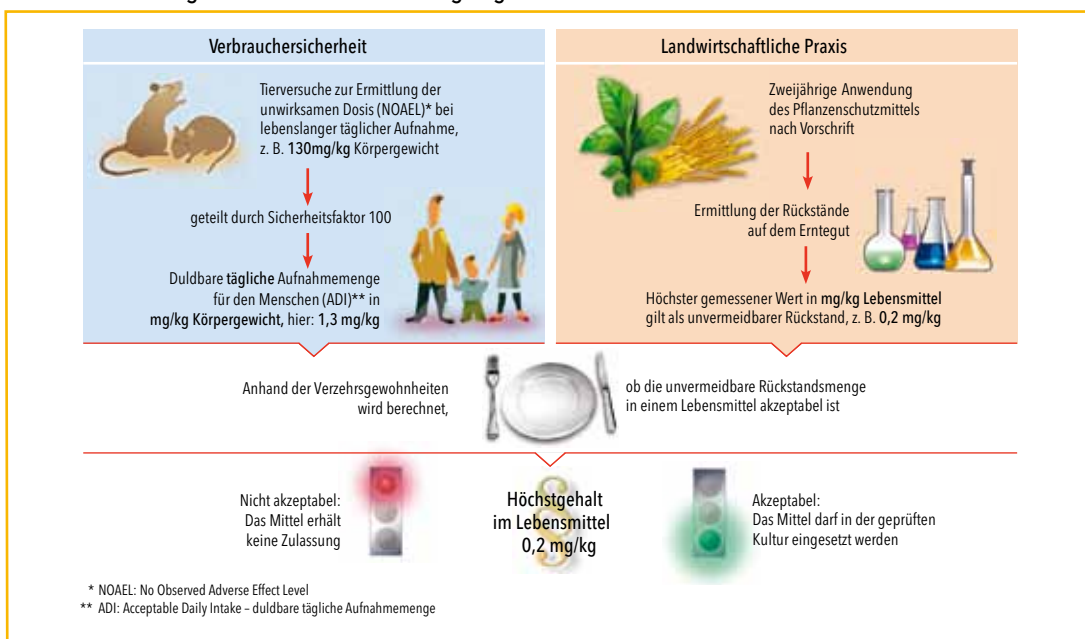 Verbrauchersicherheit
Tierversuche zur Ermittlung der
unwirksamen Dosis (NOAEL)* bei
lebenslanger täglicher Aufnahme,
z. B. 130mg/kg Körpergewicht
geteilt durch Sicherheitsfaktor 100
Duldbare tägliche Aufnahmemenge
für den Menschen (ADI)** in
mg/kg Körpergewicht, hier: 1,3 mg/kg
Landwirtschaftliche Praxis
Zweijährige Anwendung
des Pflanzenschutzmittels
nach Vorschrift
Ermittlung der Rückstände
auf dem Erntegut
Höchster gemessener Wert in mg/kg Lebensmittel
gilt als unvermeidbarer Rückstand, z. B. 0,2 mg/kg
Anhand der Verzehrsgewohnheiten
wird berechnet,
ob die unvermeidbare Rückstandsmenge
in einem Lebensmittel akzeptabel ist
Nicht akzeptabel:
Das Mittel erhält
keine Zulassung
Höchstgehalt
im Lebensmittel
0,2 mg/kg
Akzeptabel:
Das Mittel darf in der geprüften
Kultur eingesetzt werden
* NOAEL: No Observed Adverse Effect Level
** ADI: Acceptable Daily Intake – duldbare tägliche Aufnahmemenge